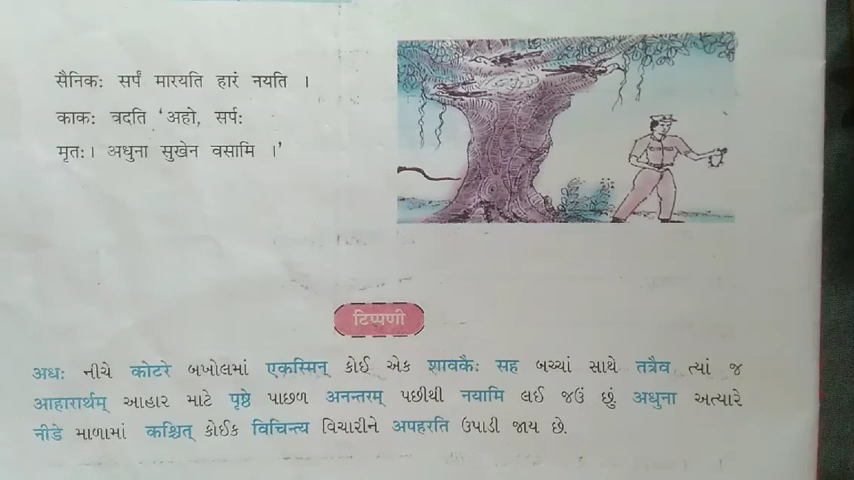 सैनिकः सर्पं मारयति हारं नयति ।
काकः वदति ‘अहो, सर्पः
मृतः। अधुना सुखेन वसामि ।’
टिप्पणी
अधः નીચે कोटरे બખોલમાં एकस्मिन् કોઈ એક शावकैः सह બચ્ચાં સાથે तत्रैव ત્યાં જ
आहारार्थम् આહાર માટે पृष्ठे પાછળ अनन्तरम् પછીથી नयामि લઈ જઉં છું अधुना અત્યારે
नीडे માળામાં कश्चित् કોઈક विचिन्त्य વિચારીને अपहरति ઉપાડી જાય છે.